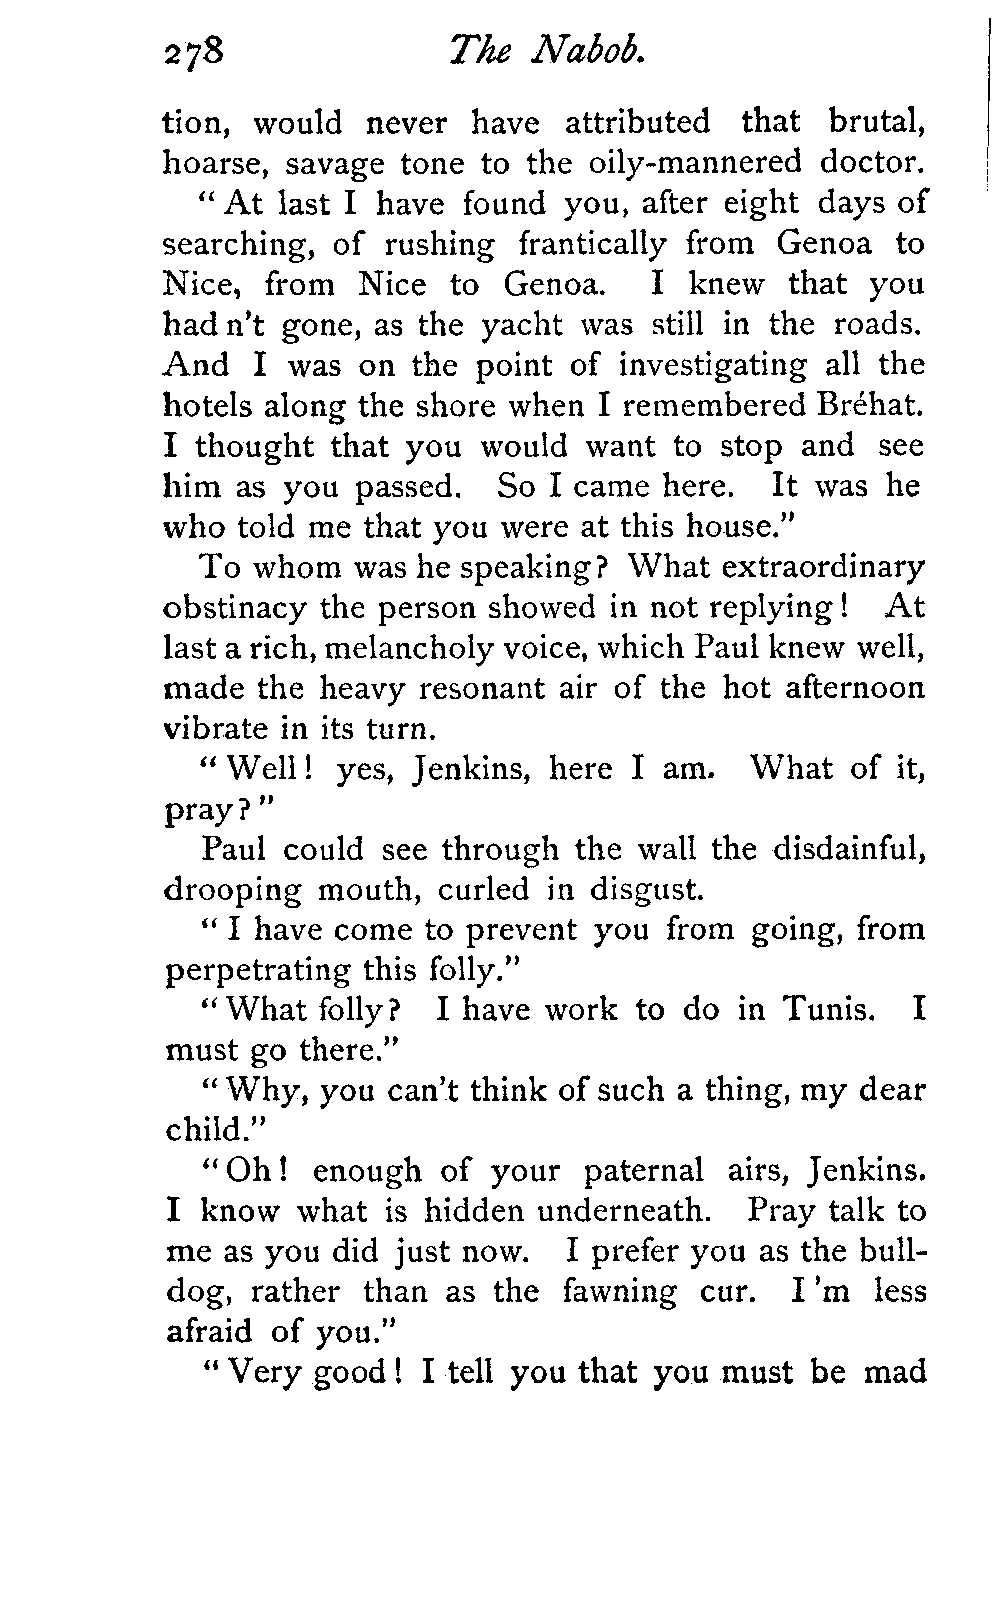 278 The Nabob.
tion, would never have attributed that brutal,
hoarse, savage tone to the oily-mannered doctor.
“ At last I have found you, after eight days of
searching, of rushing frantically from Genoa to
Nice, from Nice to Genoa. I knew that you
had n't gone, as the yacht was still in the roads.
And I was on the point of investigating all the
hotels along the shore when I remembered Bréhat.
I thought that you would want to stop and see
him as you passed. So I came here. It was he
who told me that you were at this house.”
To whom was he speaking? What extraordinary
obstinacy the person showed in not replying! At
last a rich, melancholy voice, which Paul knew well,
made the heavy resonant air of the hot afternoon
vibrate in its turn.
“ Well! yes, Jenkins, here I am. What of it,
pray? ”
Paul could see through the wall the disdainful,
drooping mouth, curled in disgust.
“ I have come to prevent you from going, from
perpetrating this folly.”
“ What folly? I have work to do in Tunis. I
must go there.”
“ Why, you can't think of such a thing, my dear
child.”
“ Oh! enough of your paternal airs, Jenkins.
I know what is hidden underneath. Pray talk to
me as you did just now. I prefer you as the bull-
dog, rather than as the fawning cur. I 'm less
afraid of you.”
“ Very good! I tell you that you must be mad